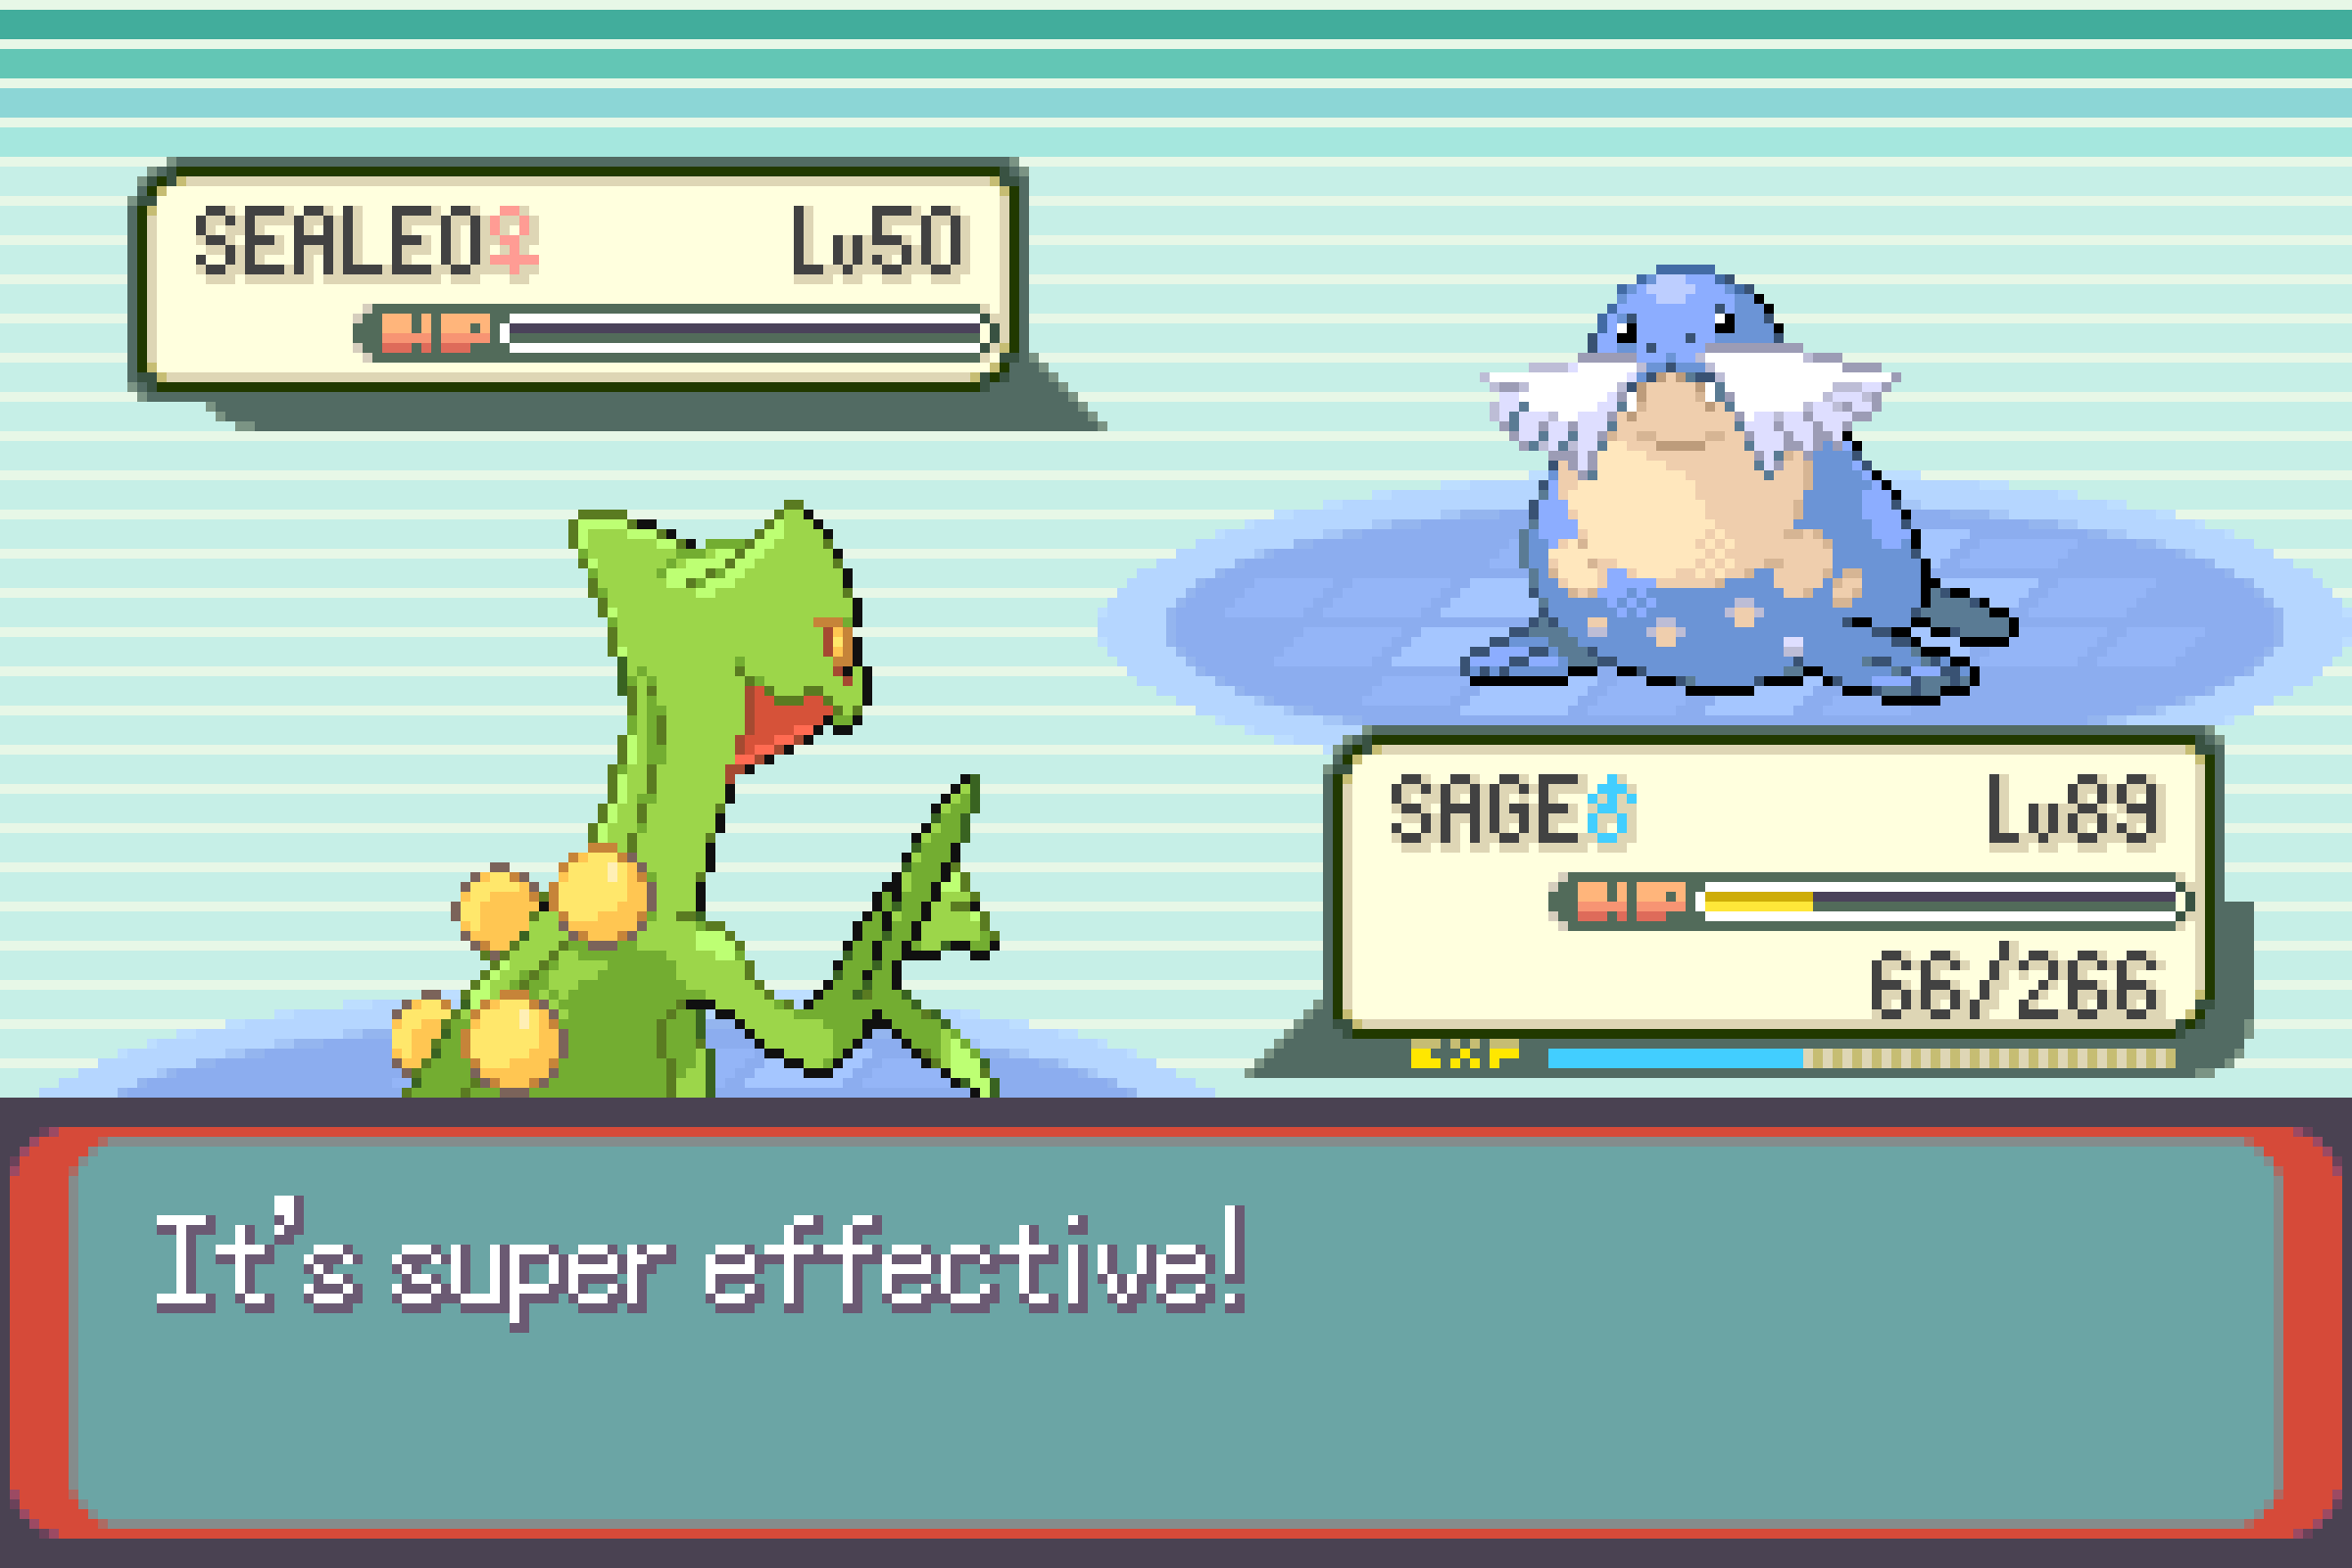 SEALEO♀ Lv50
HP
SAGE♂ Lv89
HP
66/266
EXP
It's super effective!